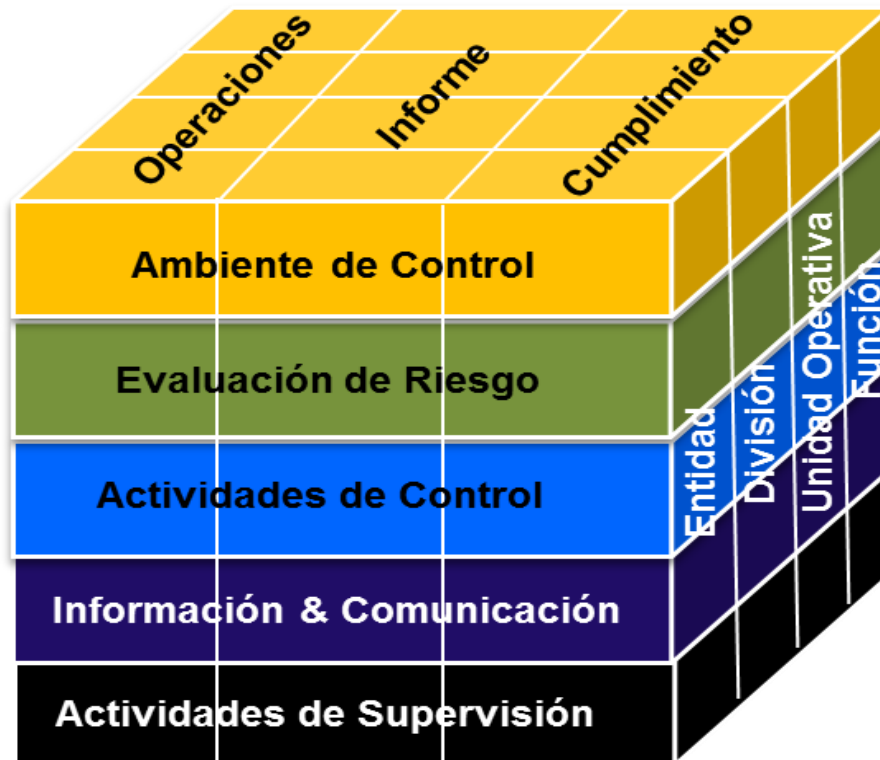 Operaciones
Informe
Cumplimiento
Ambiente de Control
Evaluación de Riesgo
Actividades de Control
Información & Comunicación
Actividades de Supervisión
Entidad
División
Unidad Operativa
Función